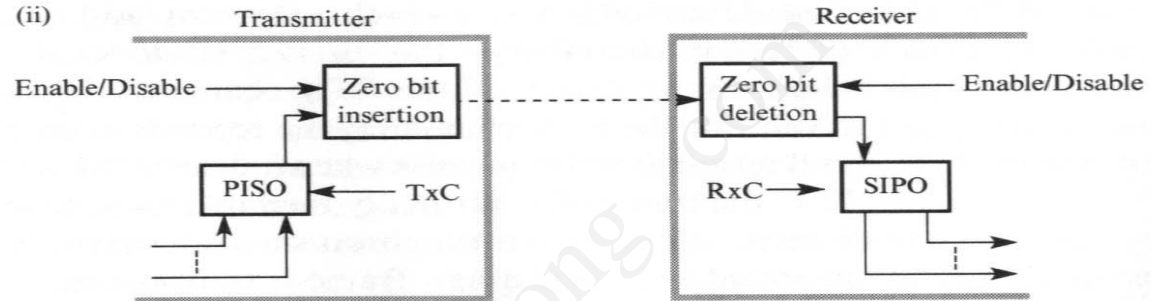 (ii)
Transmitter
Receiver
Enable/Disable
Zero bit
insertion
Zero bit
deletion
Enable/Disable
PISO
TxC
RxC
SIPO